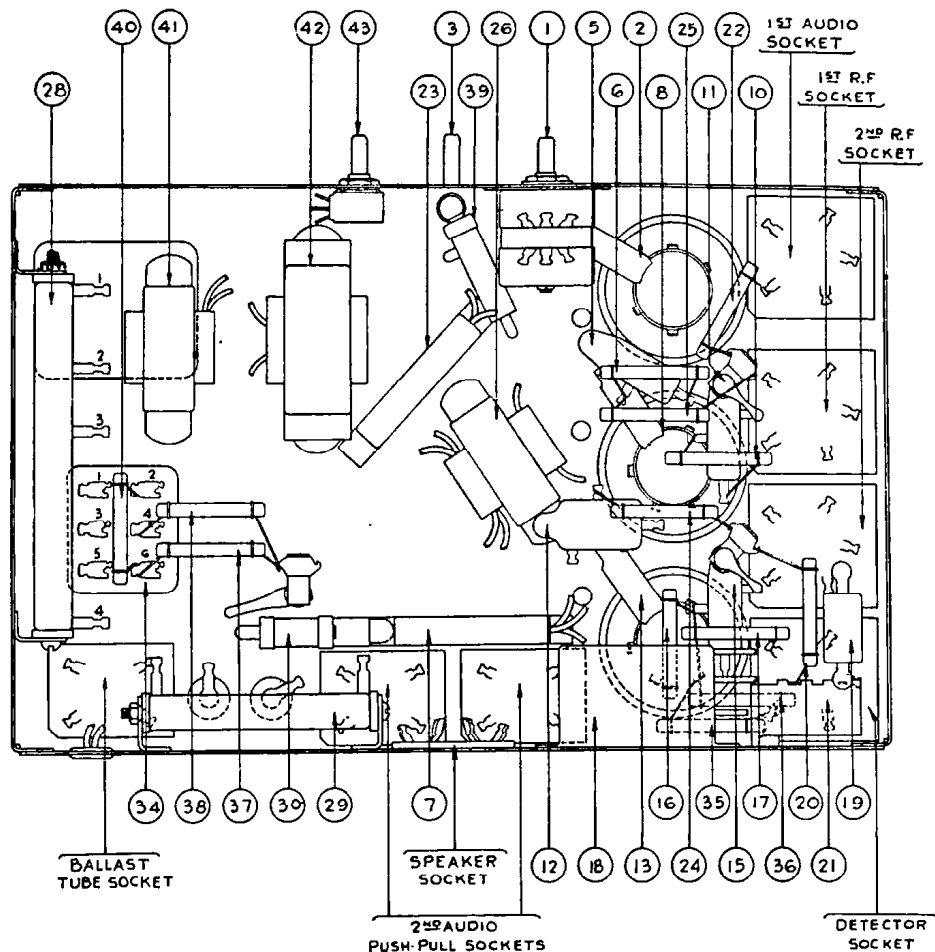 40 41 42 43 3 26 1 5 2 25 22
1ST AUDIO
SOCKET
28 23 39 6 8 11 10
1ST R.F
SOCKET
2ND R.F
SOCKET
1
2
3
4
1 2
3 4
5 6
34 38 37 30 29 7 12 18 16 13 24 35 15 17 36 20 21 19
BALLAST
TUBE SOCKET
SPEAKER
SOCKET
2ND AUDIO
PUSH-PULL SOCKETS
DETECTOR
SOCKET